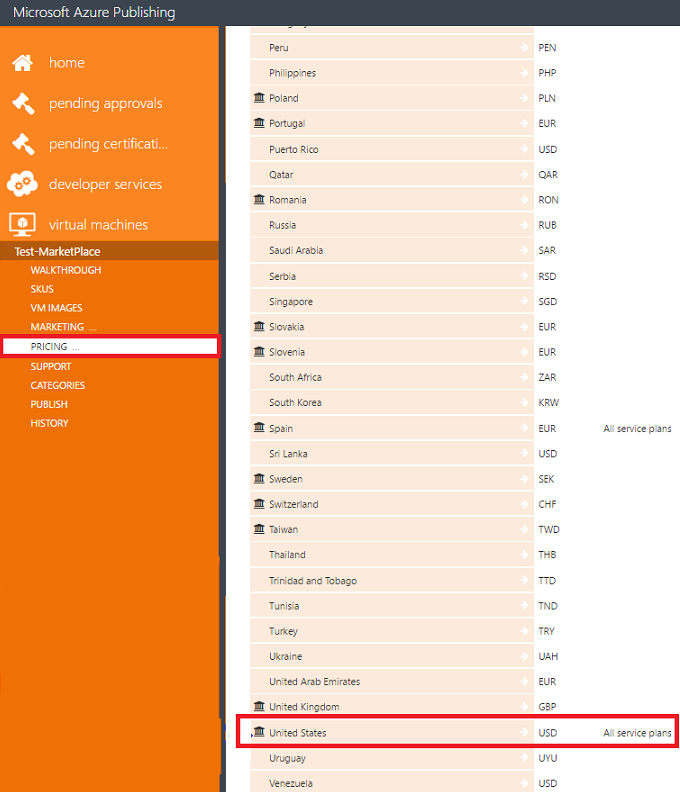 Microsoft Azure Publishing
home
pending approvals
pending certificati...
developer services
virtual machines
Test-MarketPlace
WALKTHROUGH
SKUS
VM IMAGES
MARKETING ...
PRICING ...
SUPPORT
CATEGORIES
PUBLISH
HISTORY
Peru PEN
Philippines PHP
Poland PLN
Portugal EUR
Puerto Rico USD
Qatar QAR
Romania RON
Russia RUB
Saudi Arabia SAR
Serbia RSD
Singapore SGD
Slovakia EUR
Slovenia EUR
South Africa ZAR
South Korea KRW
Spain EUR All service plans
Sri Lanka USD
Sweden SEK
Switzerland CHF
Taiwan TWD
Thailand THB
Trinidad and Tobago TTD
Tunisia TND
Turkey TRY
Ukraine UAH
United Arab Emirates EUR
United Kingdom GBP
United States USD All service plans
Uruguay UYU
Venezuela USD